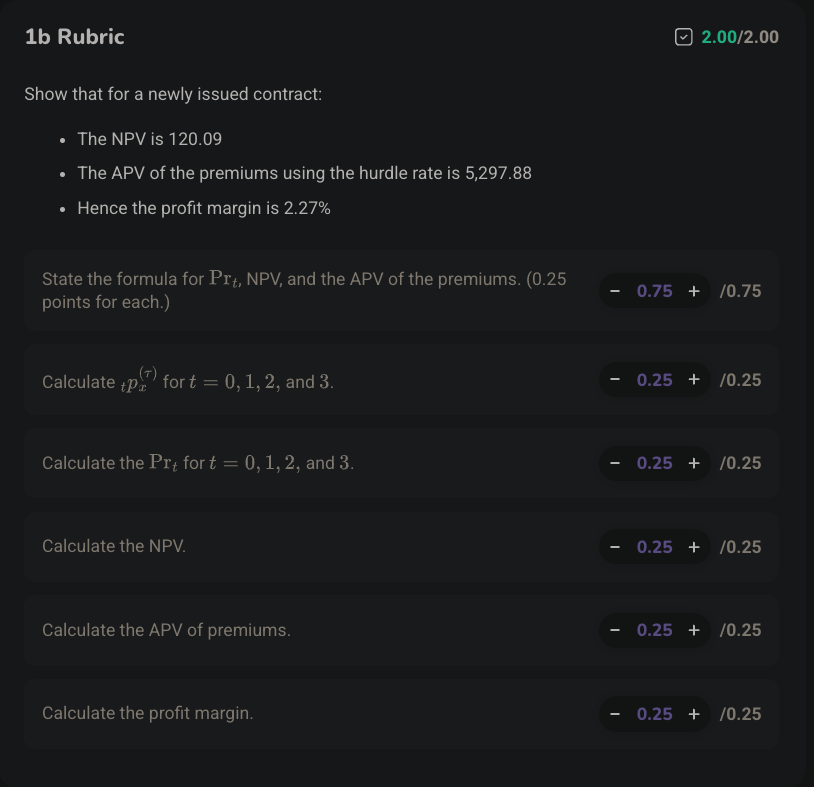 1b Rubric
2.00/2.00
Show that for a newly issued contract:
• The NPV is 120.09
• The APV of the premiums using the hurdle rate is 5,297.88
• Hence the profit margin is 2.27%
State the formula for Pr_t, NPV, and the APV of the premiums. (0.25
points for each.)
− 0.75 + /0.75
Calculate _tp_x^(τ) for t = 0, 1, 2, and 3.
− 0.25 + /0.25
Calculate the Pr_t for t = 0, 1, 2, and 3.
− 0.25 + /0.25
Calculate the NPV.
− 0.25 + /0.25
Calculate the APV of premiums.
− 0.25 + /0.25
Calculate the profit margin.
− 0.25 + /0.25